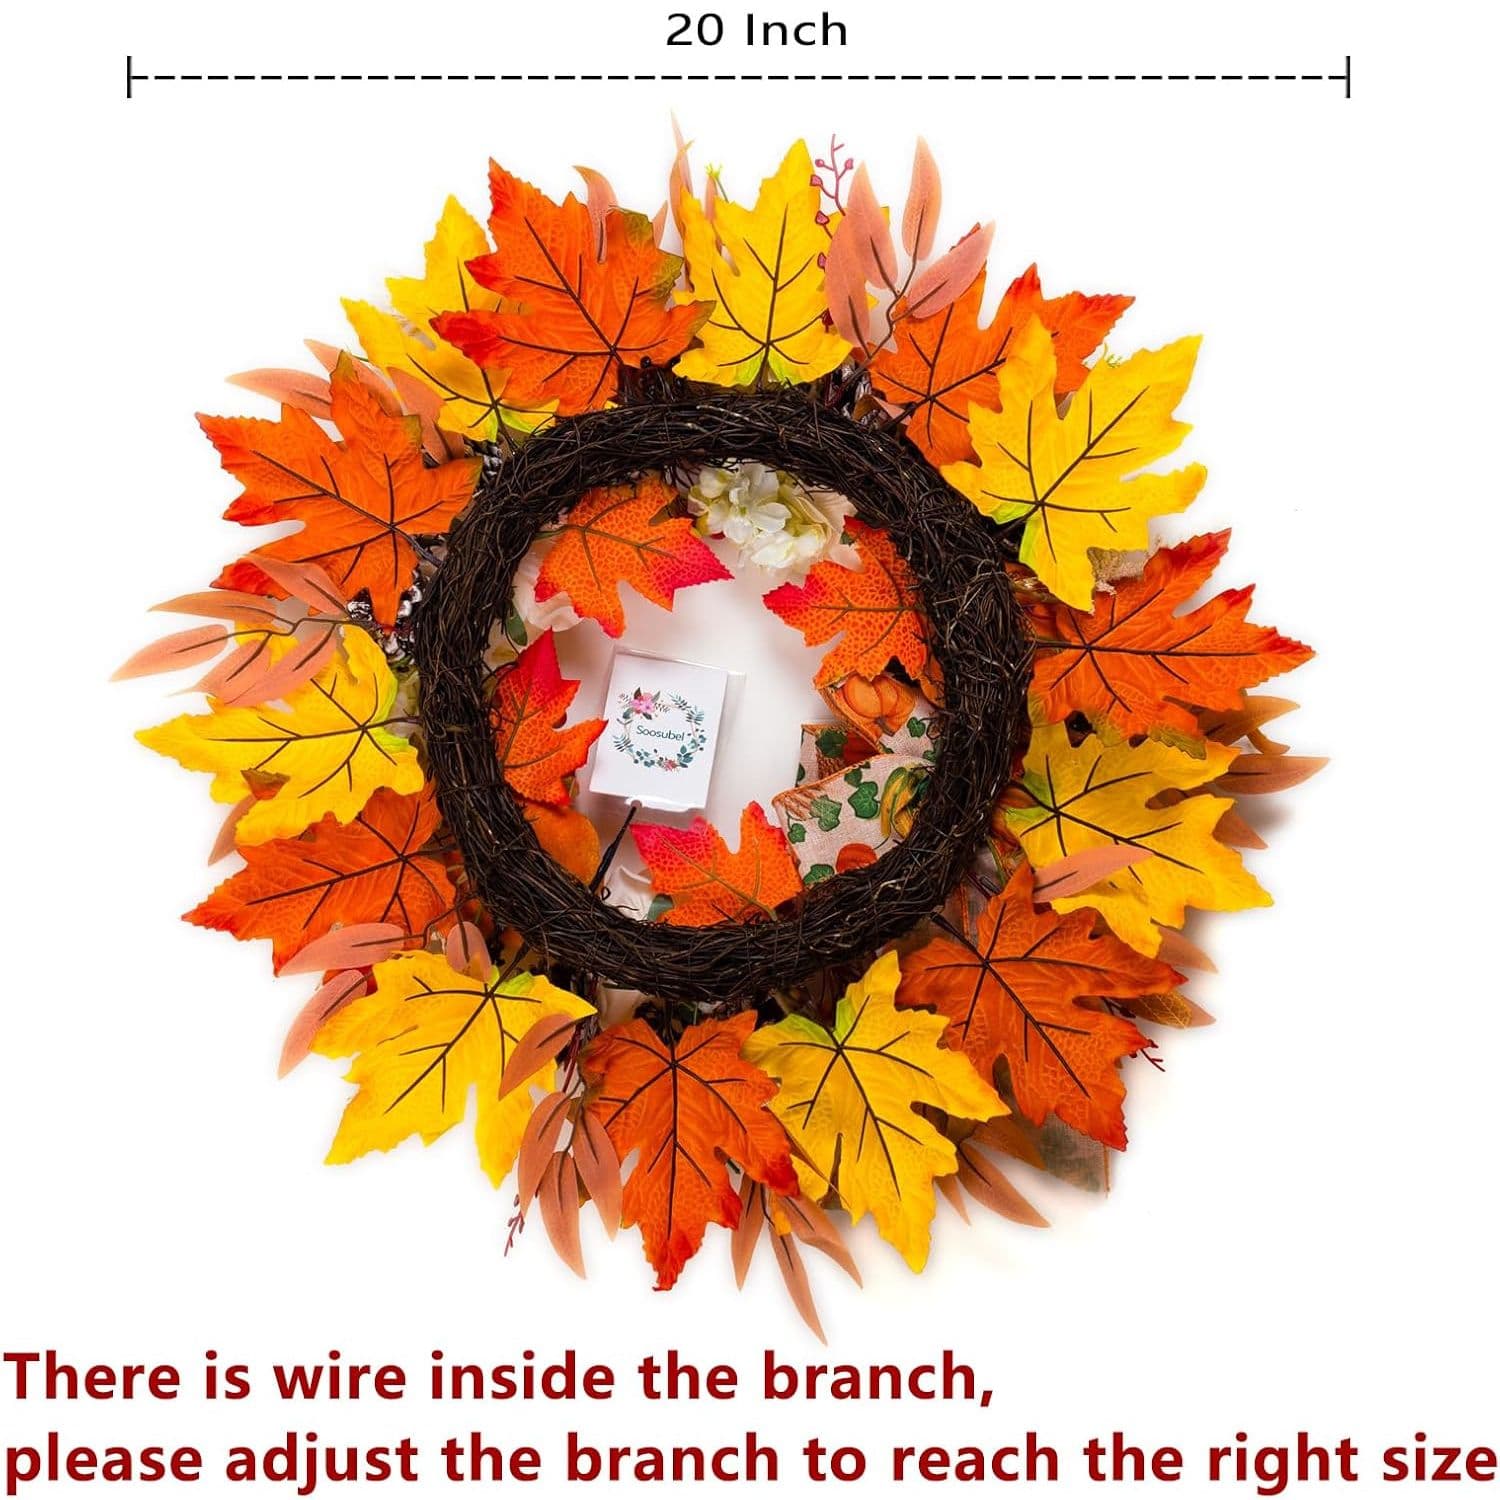 20 Inch
Soosubel
There is wire inside the branch,
please adjust the branch to reach the right size